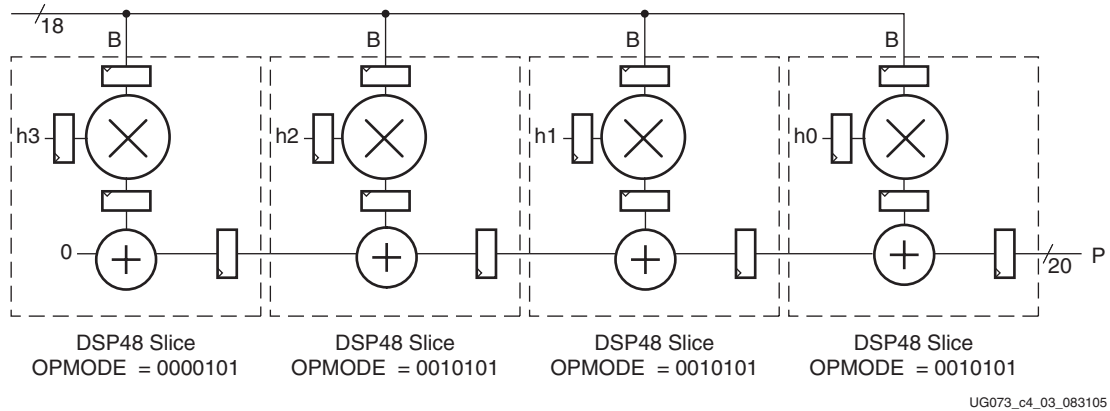 18
B B B B
h3 h2 h1 h0
0
20 P
DSP48 Slice DSP48 Slice DSP48 Slice DSP48 Slice
OPMODE = 0000101 OPMODE = 0010101 OPMODE = 0010101 OPMODE = 0010101
UG073_c4_03_083105